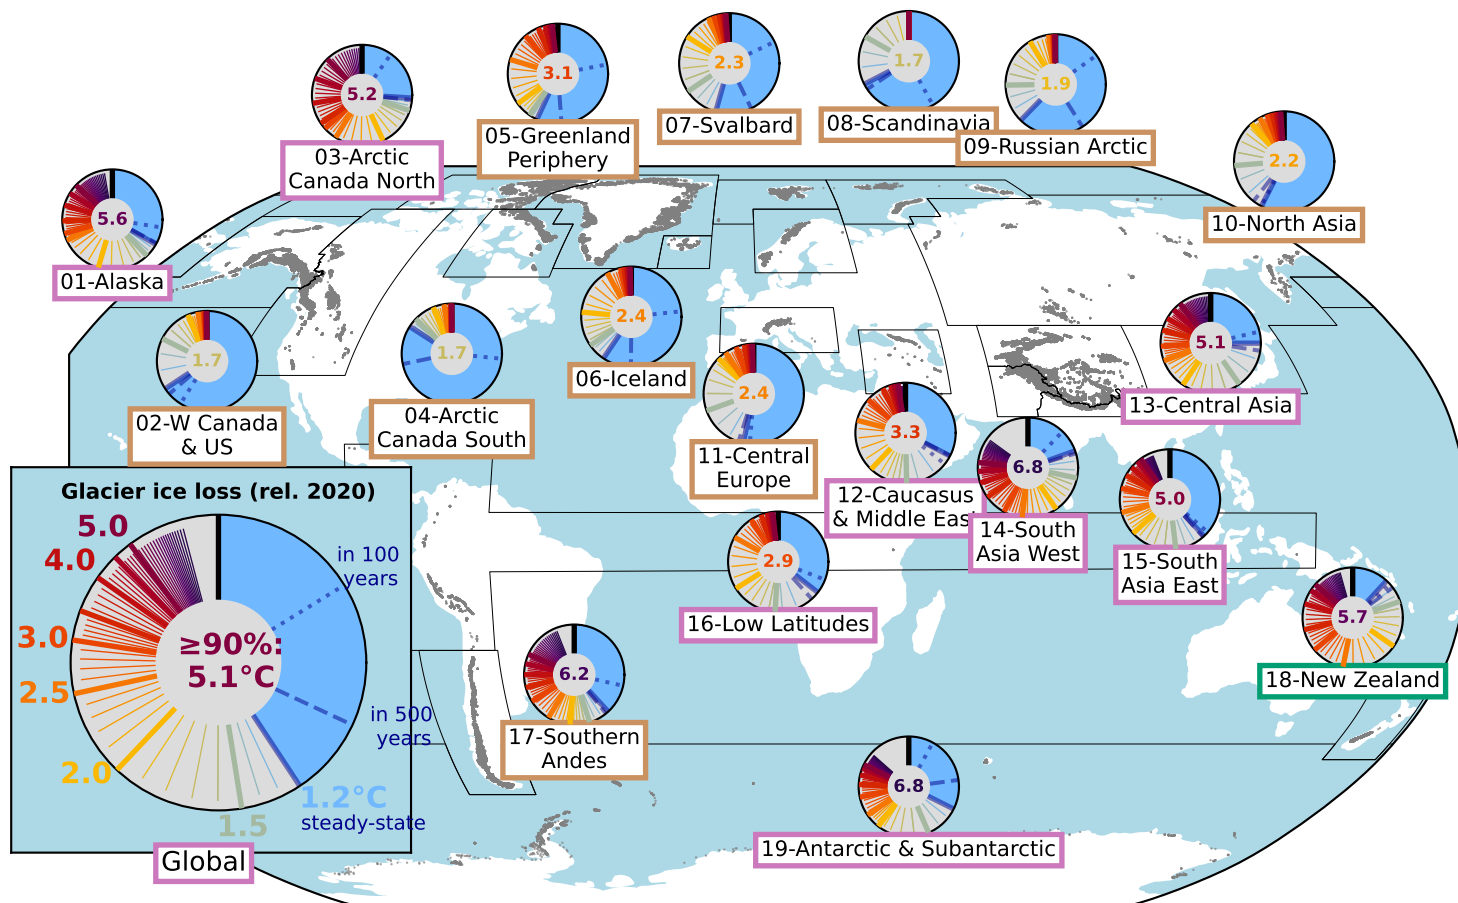 5.2
03-Arctic
Canada North
3.1
05-Greenland
Periphery
2.3
07-Svalbard
1.7
08-Scandinavia
1.9
09-Russian Arctic
2.2
10-North Asia
5.6
01-Alaska
1.7
02-W Canada
& US
1.7
04-Arctic
Canada South
2.4
06-Iceland
2.4
11-Central
Europe
3.3
12-Caucasus
& Middle East
5.1
13-Central Asia
6.8
14-South
Asia West
5.0
15-South
Asia East
2.9
16-Low Latitudes
5.7
18-New Zealand
6.2
17-Southern
Andes
6.8
19-Antarctic & Subantarctic
Glacier ice loss (rel. 2020)
5.0
4.0
3.0
2.5
2.0
1.5
1.2°C
steady-state
in 100
years
in 500
years
≥90%:
5.1°C
Global